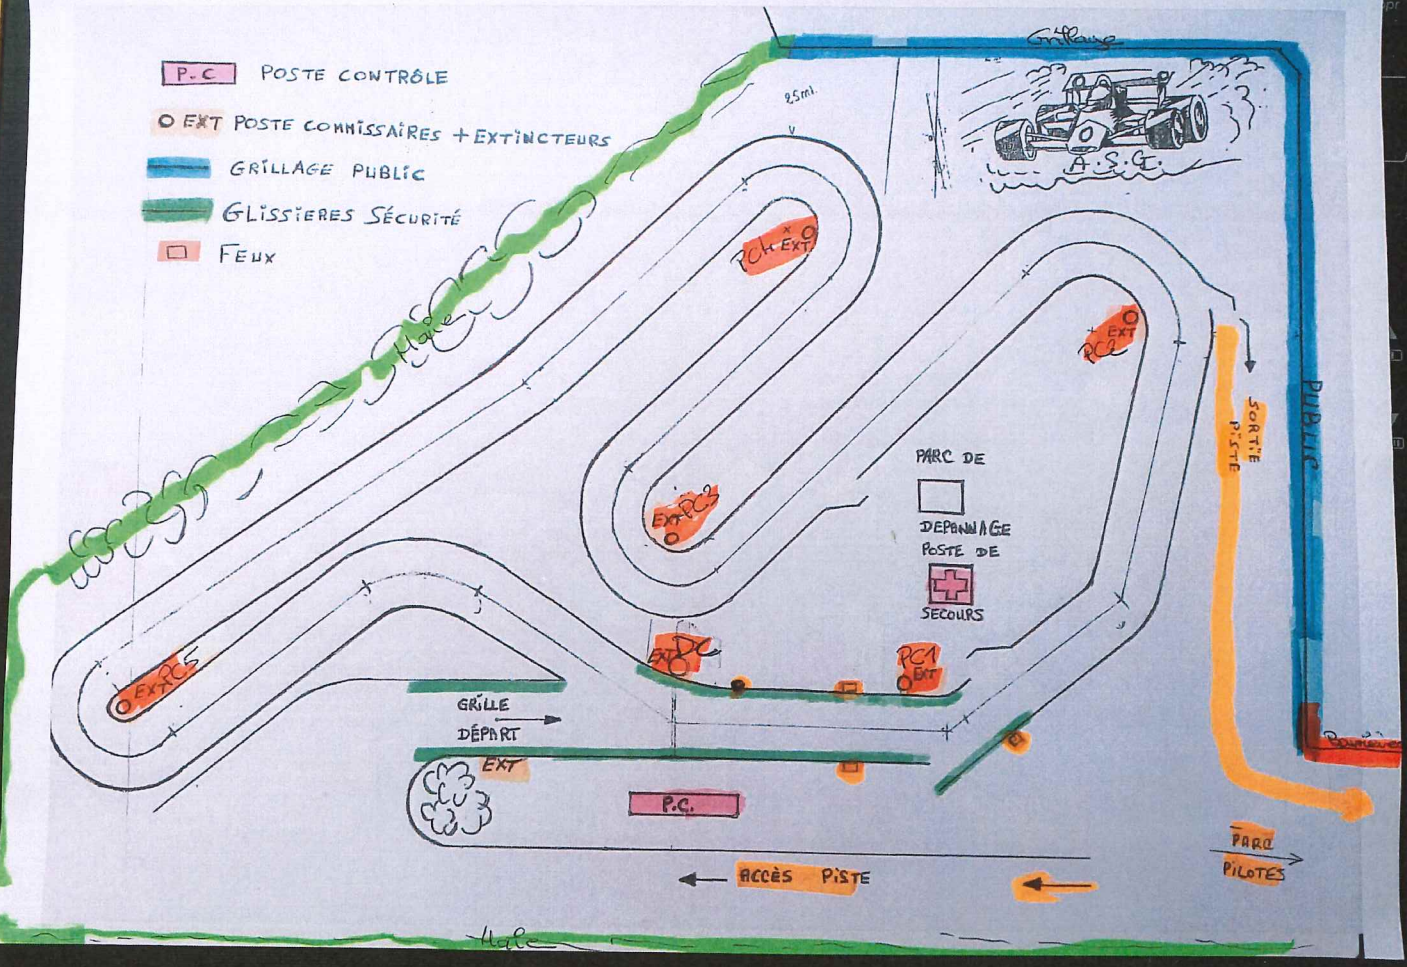 Grillage
P.C POSTE CONTRÔLE
EXT POSTE COMMISSAIRES + EXTINCTEURS
GRILLAGE PUBLIC
GLISSIERES SÉCURITÉ
FEUX
25m
A.S.G.
PC4 EXT
EXT
PC2
Haie
SORTIE
PISTE
PUBLIC
PARC DE
DEPANNAGE
POSTE DE
SECOURS
EXT PC3
EXT PC5
EXT DC
PC1
EXT
GRILLE
DÉPART
EXT
P.C.
ACCÈS PISTE
PARC
PILOTES
Haie